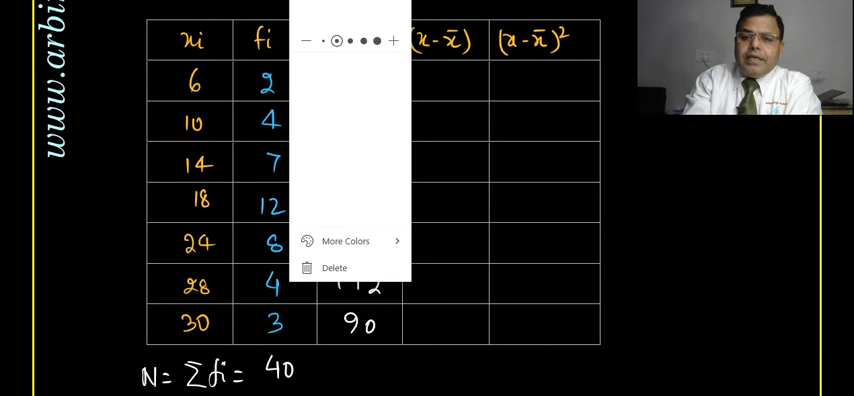 www.arbi
xi fi (x-x̄) (x-x̄)²
6 2
10 4
14 7
18 12
24 8
More Colors
Delete
28 4 112
30 3 90
N = Σfi = 40